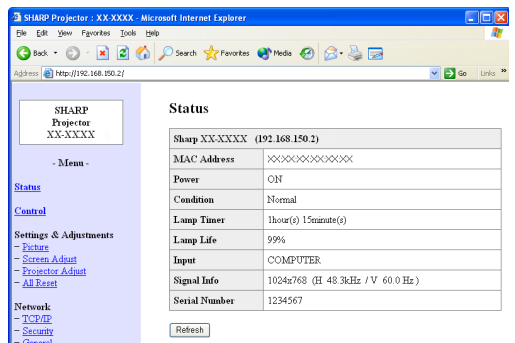 SHARP Projector : XX-XXXX - Microsoft Internet Explorer
File Edit View Favorites Tools Help
Back Search Favorites Media
Address http://192.168.150.2/ Go Links »
SHARP
Projector
XX-XXXX
- Menu -
Status
Control
Settings & Adjustments
– Picture
– Screen Adjust
– Projector Adjust
– All Reset
Network
– TCP/IP
– Security
– General
Status
Sharp XX-XXXX (192.168.150.2)
MAC Address XXXXXXXXXXXX
Power ON
Condition Normal
Lamp Timer 1hour(s) 15minute(s)
Lamp Life 99%
Input COMPUTER
Signal Info 1024x768 (H 48.3kHz / V 60.0 Hz )
Serial Number 1234567
Refresh